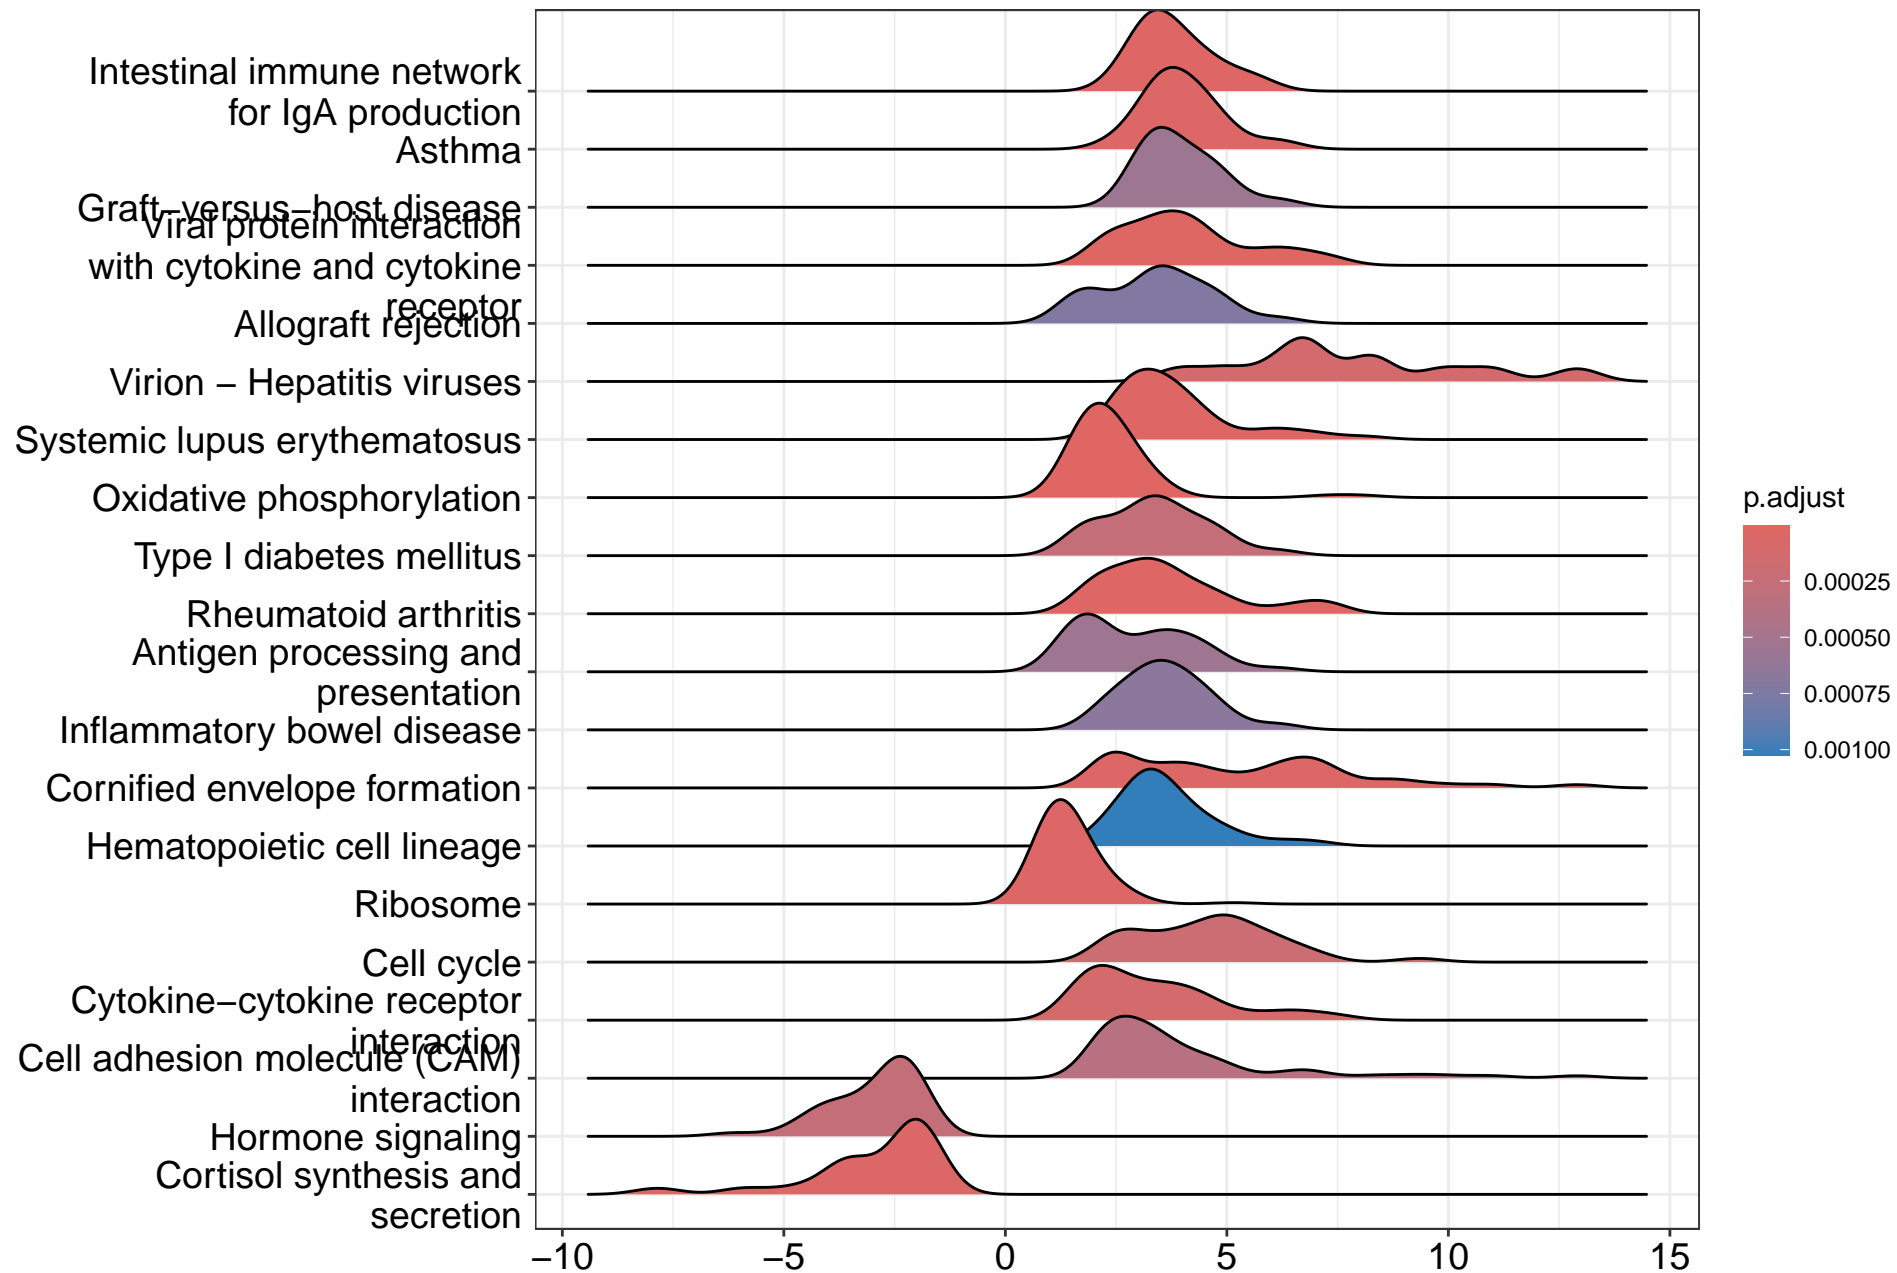 Intestinal immune network
for IgA production
Asthma
Graft−versus−host disease
Viral protein interaction
with cytokine and cytokine
receptor
Allograft rejection
Virion − Hepatitis viruses
Systemic lupus erythematosus
Oxidative phosphorylation
Type I diabetes mellitus
Rheumatoid arthritis
Antigen processing and
presentation
Inflammatory bowel disease
Cornified envelope formation
Hematopoietic cell lineage
Ribosome
Cell cycle
Cytokine−cytokine receptor
interaction
Cell adhesion molecule (CAM)
interaction
Hormone signaling
Cortisol synthesis and
secretion
−10 −5 0 5 10 15
p.adjust
0.00025
0.00050
0.00075
0.00100